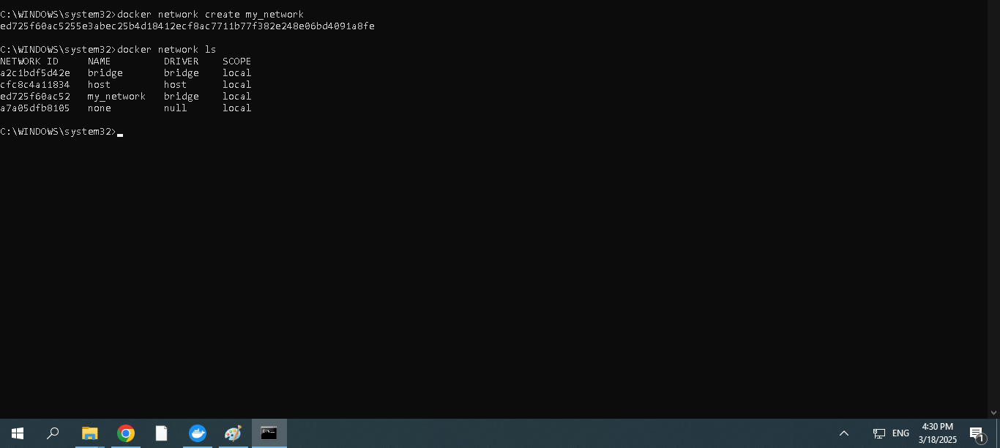 C:\WINDOWS\system32>docker network create my_network
ed725f60ac5255e3abec25b4d18412ecf8ac7711b77f382e248e06bd4091a8fe
C:\WINDOWS\system32>docker network ls
NETWORK ID     NAME         DRIVER    SCOPE
a2c1bdf5d42e   bridge       bridge    local
cfc8c4a11834   host         host      local
ed725f60ac52   my_network   bridge    local
a7a05dfb8105   none         null      local
C:\WINDOWS\system32>
ENG
4:30 PM
3/18/2025
1